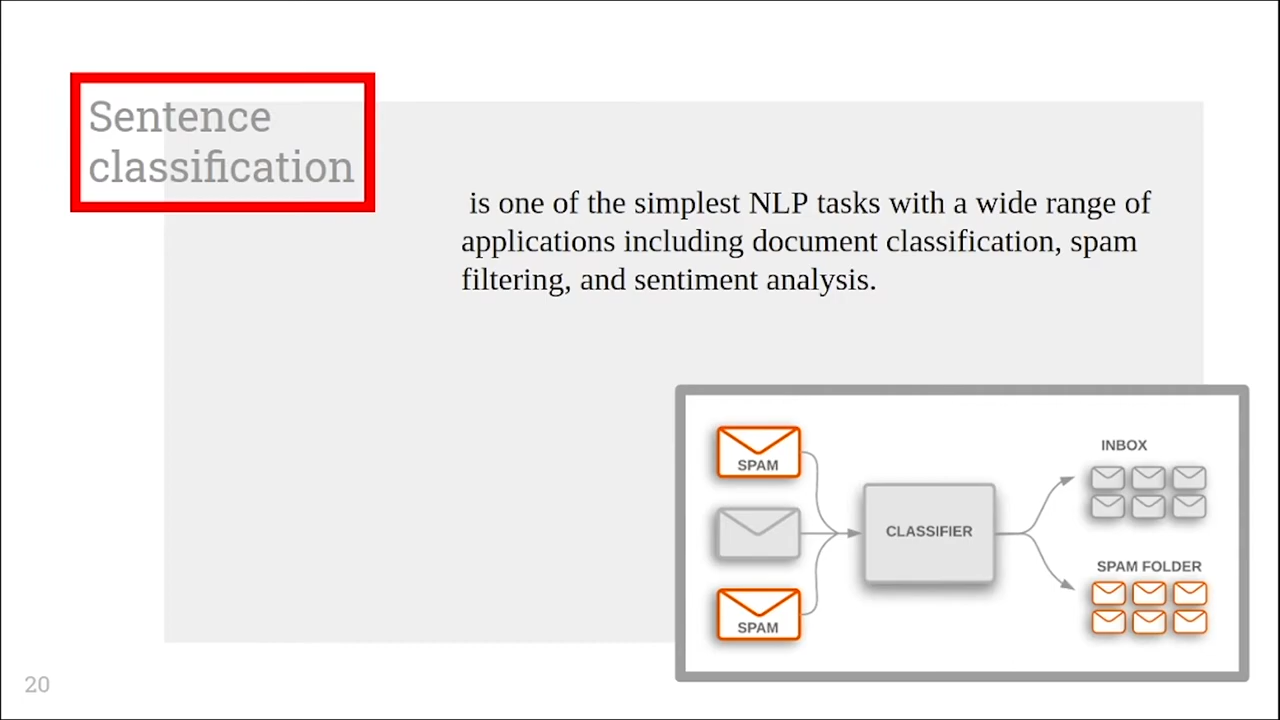 Sentence
classification
is one of the simplest NLP tasks with a wide range of
applications including document classification, spam
filtering, and sentiment analysis.
SPAM
SPAM
CLASSIFIER
INBOX
SPAM FOLDER
20